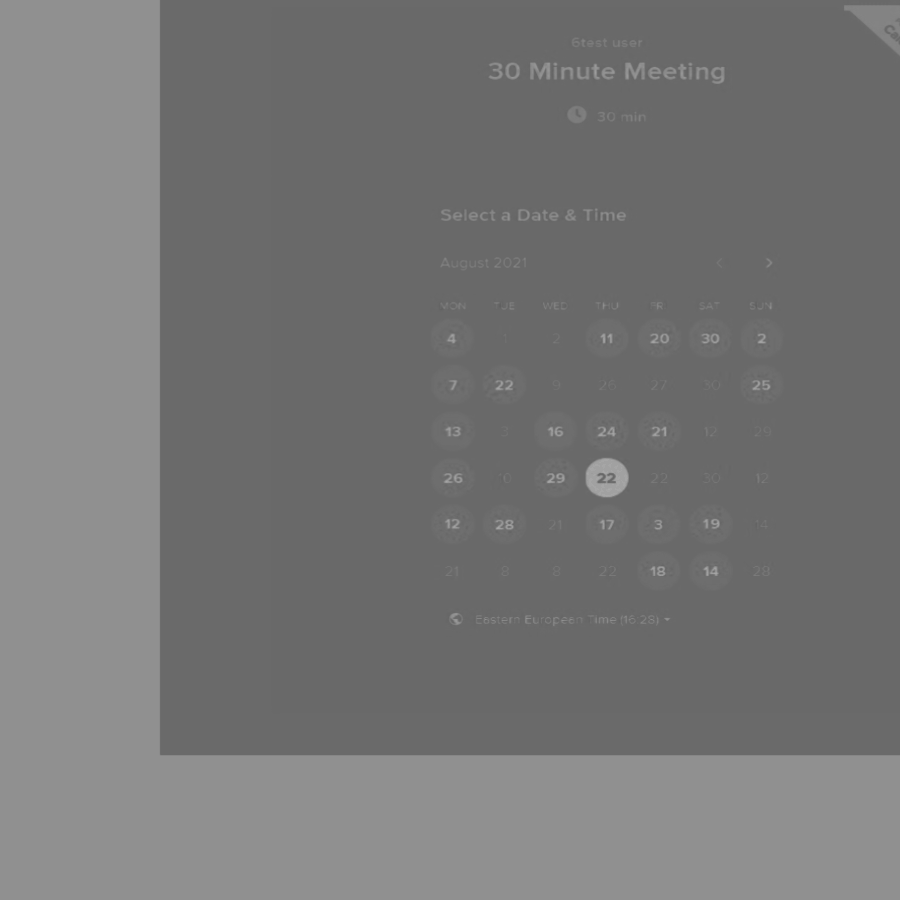 6test user
30 Minute Meeting
30 min
Select a Date & Time
August 2021
MON TUE WED THU FRI SAT SUN
4 1 2 11 20 30 2
7 22 9 26 27 30 25
13 3 16 24 21 12 29
26 16 29 22 22 30 12
12 28 21 17 3 19 14
21 8 8 22 18 14 28
Eastern European Time (16:28)